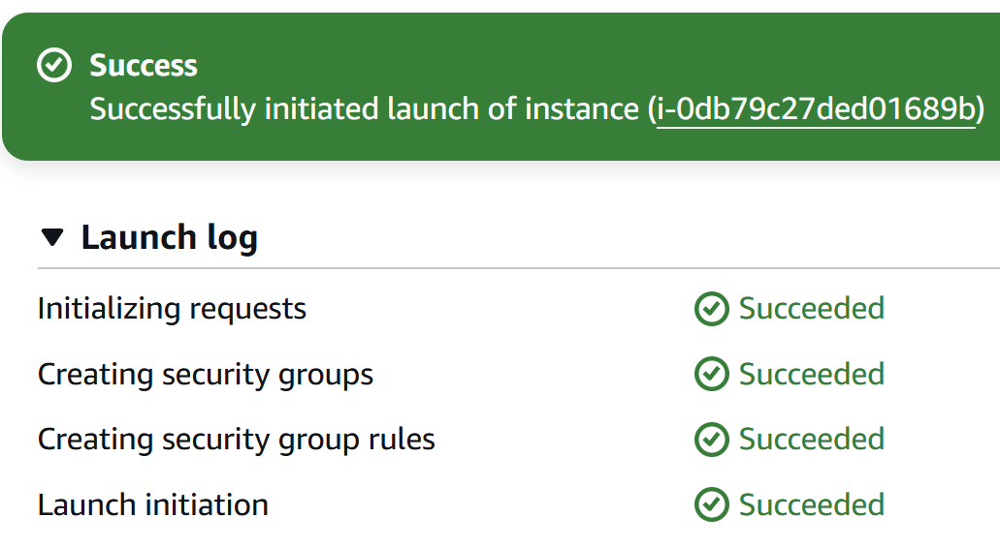 Success
Successfully initiated launch of instance (i-0db79c27ded01689b)
Launch log
Initializing requests Succeeded
Creating security groups Succeeded
Creating security group rules Succeeded
Launch initiation Succeeded